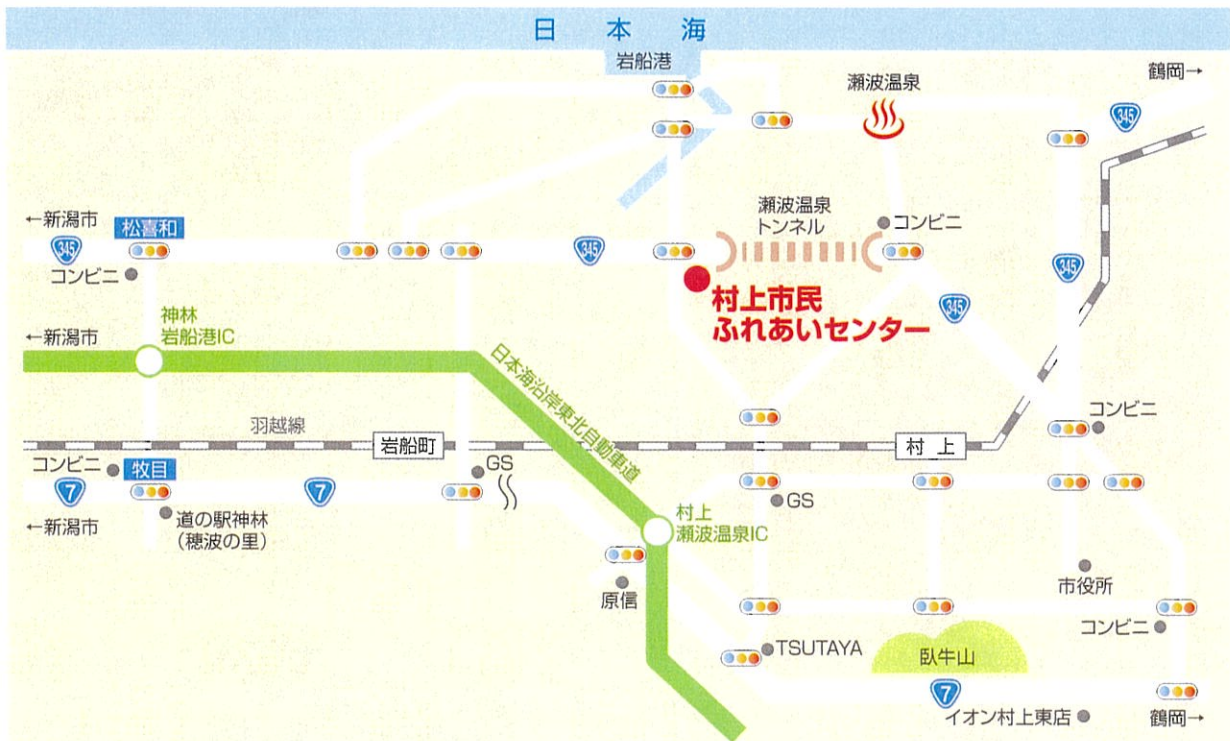 日本海
岩船港
鶴岡→
瀬波温泉
345
←新潟市
松喜和
瀬波温泉
トンネル
コンビニ
345
345
345
コンビニ
村上市民
ふれあいセンター
345
神林
岩船港IC
←新潟市
日本海沿岸東北自動車道
羽越線
コンビニ
岩船町
村上
コンビニ
牧目
GS
7
7
GS
道の駅神林
(穂波の里)
←新潟市
村上
瀬波温泉IC
原信
市役所
コンビニ
TSUTAYA
臥牛山
7
イオン村上東店
鶴岡→